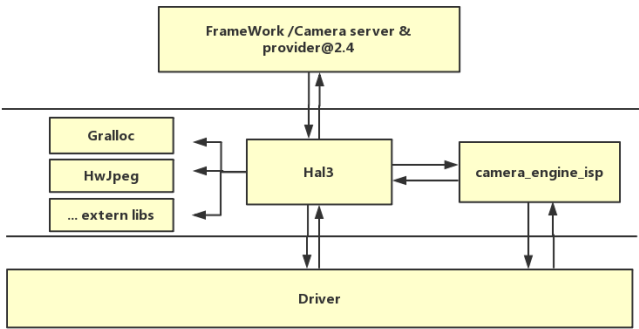 FrameWork /Camera server &
provider@2.4
Gralloc
HwJpeg
... extern libs
Hal3
camera_engine_isp
Driver